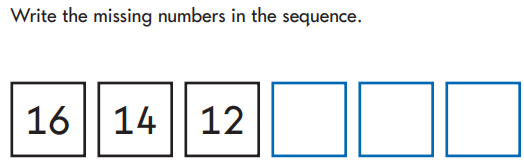 Write the missing numbers in the sequence.
16 14 12